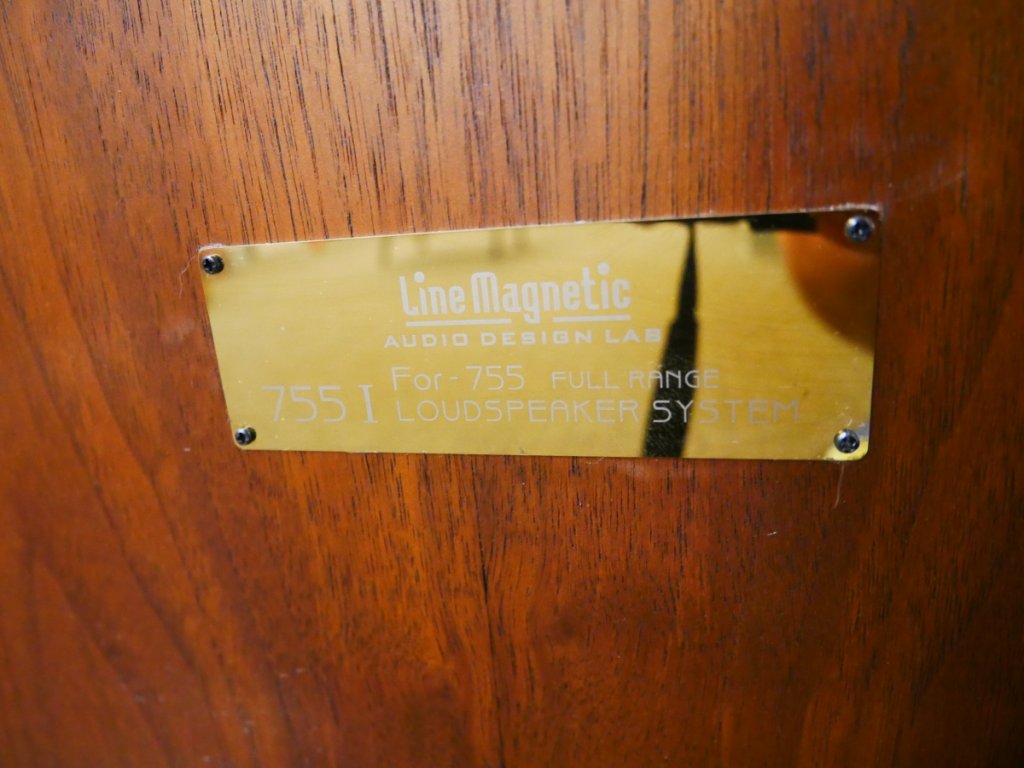 Line Magnetic
AUDIO DESIGN LAB
755 I For-755 FULL RANGE
LOUDSPEAKER SYSTEM